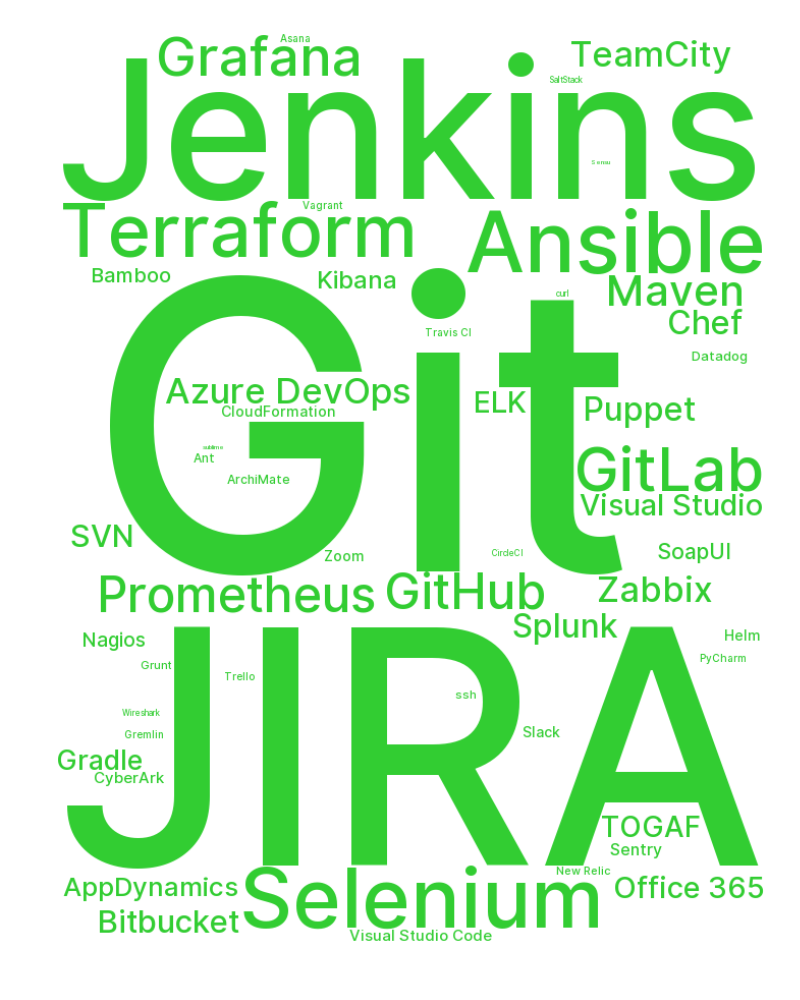 Asana
Grafana
TeamCity
Jenkins
SaltStack
Vagrant
Terraform
Ansible
Bamboo
Kibana
curl
Maven
Chef
Travis CI
Datadog
Git
Azure DevOps
ELK
CloudFormation
Puppet
sublime
Ant
GitLab
ArchiMate
Visual Studio
SVN
Zoom
CircleCI
SoapUI
Prometheus
GitHub
Zabbix
Splunk
Nagios
Helm
Grunt
PyCharm
Trello
ssh
JIRA
Wireshark
Gremlin
Slack
Gradle
CyberArk
TOGAF
Sentry
New Relic
AppDynamics
Selenium
Office 365
Bitbucket
Visual Studio Code